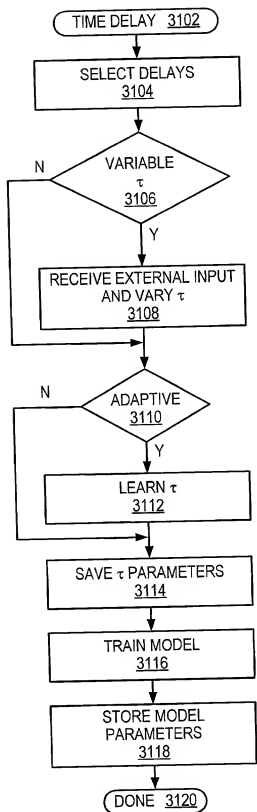 TIME DELAY 3102
SELECT DELAYS
3104
VARIABLE
τ
3106
N
Y
RECEIVE EXTERNAL INPUT
AND VARY τ
3108
ADAPTIVE
3110
N
Y
LEARN τ
3112
SAVE τ PARAMETERS
3114
TRAIN MODEL
3116
STORE MODEL
PARAMETERS
3118
DONE 3120